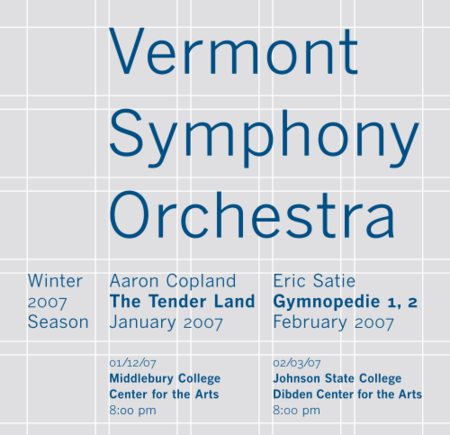 Vermont
Symphony
Orchestra
Winter
2007
Season
Aaron Copland
The Tender Land
January 2007
Eric Satie
Gymnopedie 1, 2
February 2007
01/12/07
Middlebury College
Center for the Arts
8:00 pm
02/03/07
Johnson State College
Dibden Center for the Arts
8:00 pm